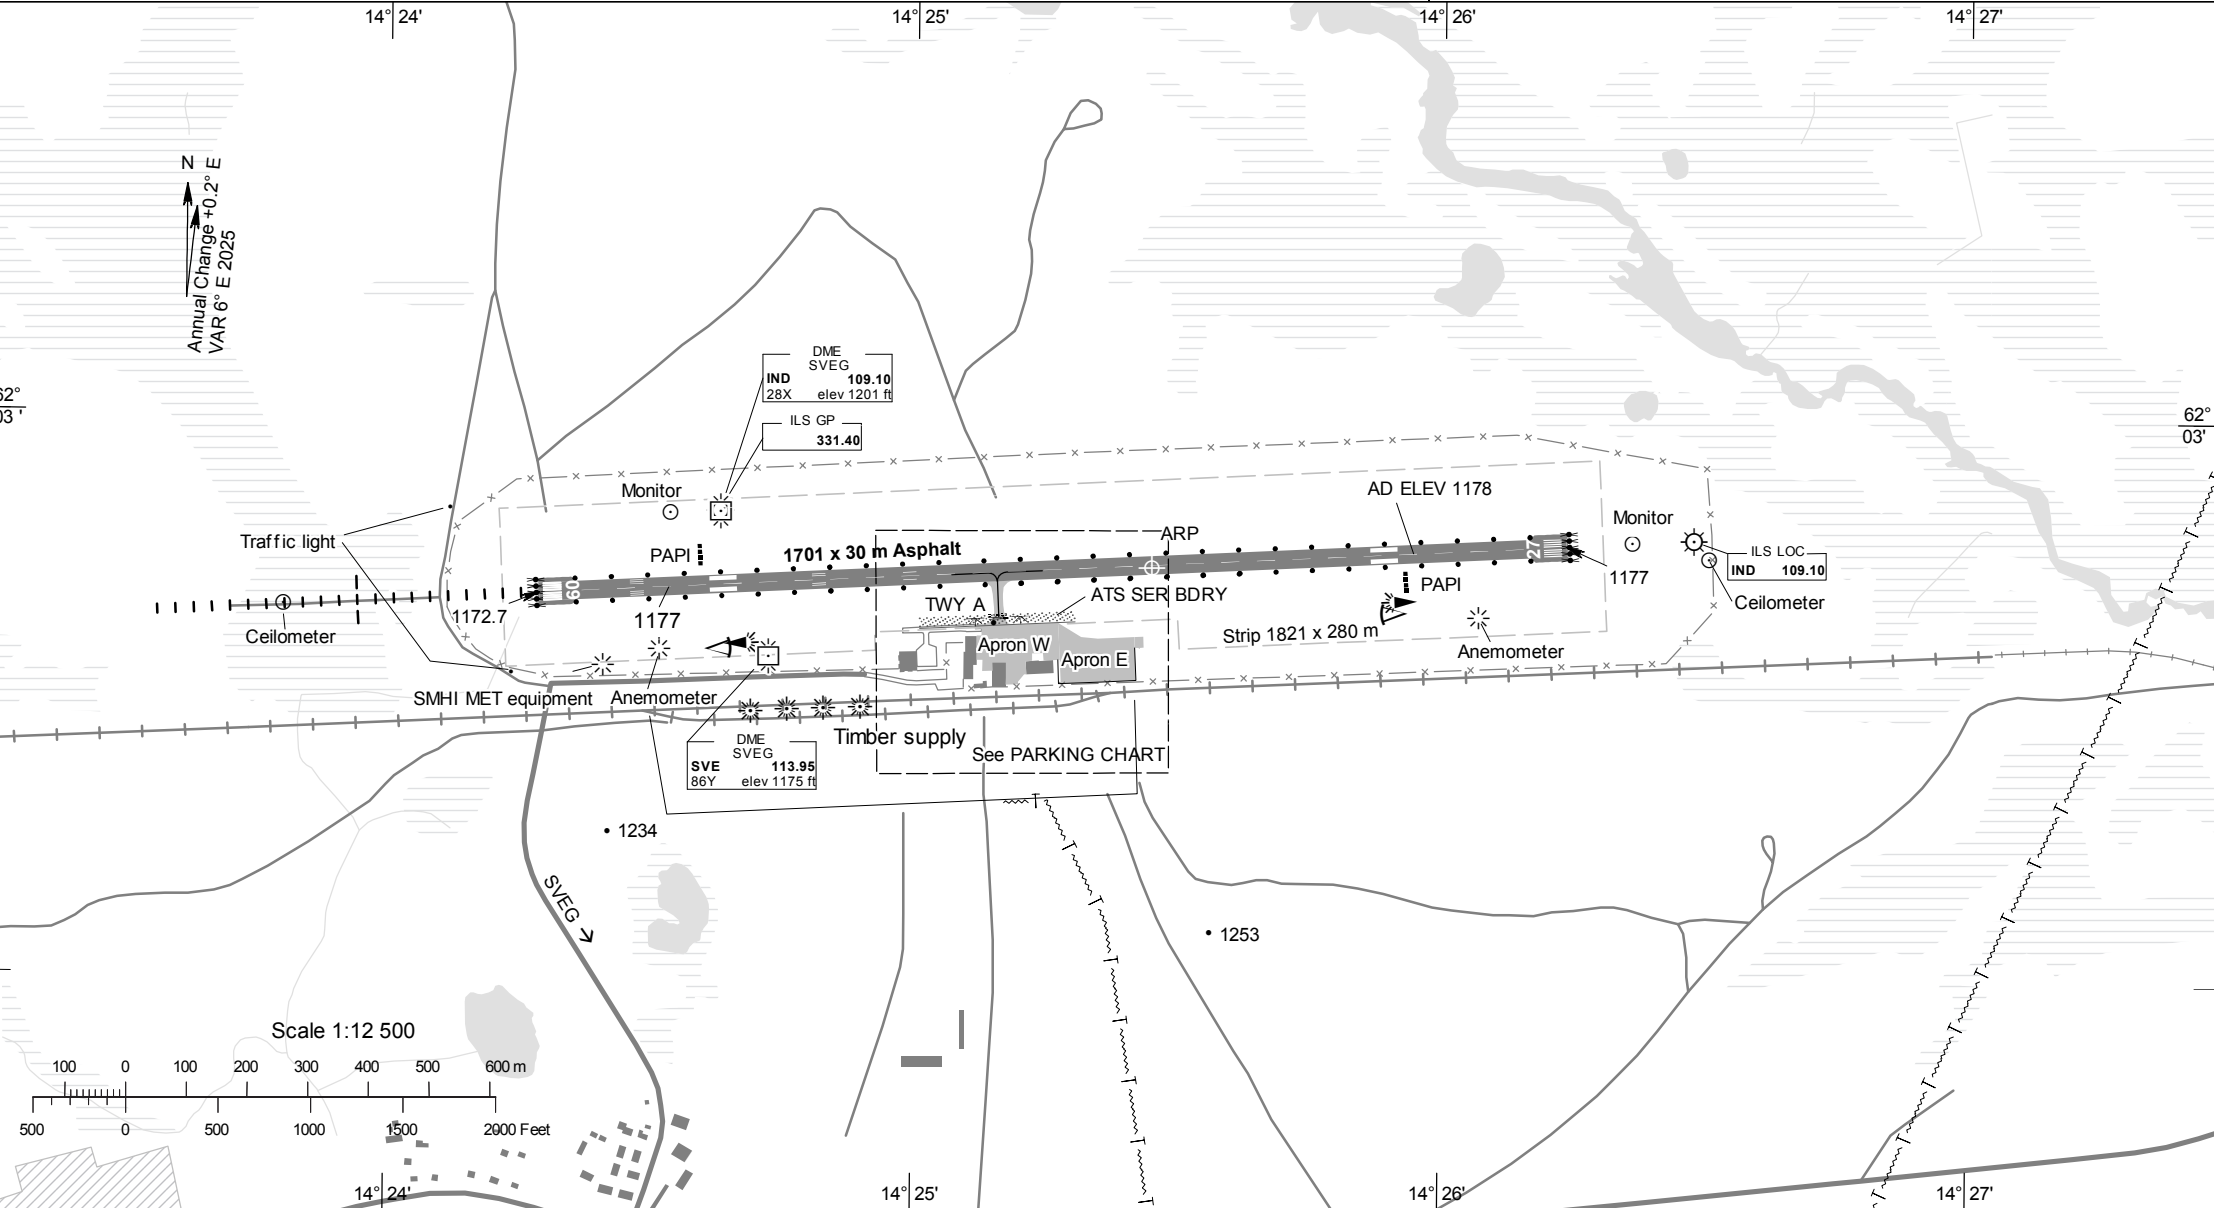 14° 24'
14° 25'
14° 26'
14° 27'
N
Annual Change +0.2° E
VAR 6° E 2025
DME
SVEG
IND 109.10
28X elev 1201 ft
62°
03'
62°
03'
ILS GP
331.40
Monitor
AD ELEV 1178
Monitor
Traffic light
PAPI
1701 x 30 m Asphalt
ARP
27
ILS LOC
IND 109.10
09
1177
PAPI
1172.7
1177
TWY A
ATS SER BDRY
Ceilometer
Ceilometer
Strip 1821 x 280 m
Apron W
Apron E
Anemometer
SMHI MET equipment
Anemometer
Timber supply
DME
SVEG
SVE 113.95
86Y elev 1175 ft
See PARKING CHART
1234
SVEG
1253
Scale 1:12 500
100 0 100 200 300 400 500 600 m
500 0 500 1000 1500 2000 Feet
14° 24'
14° 25'
14° 26'
14° 27'